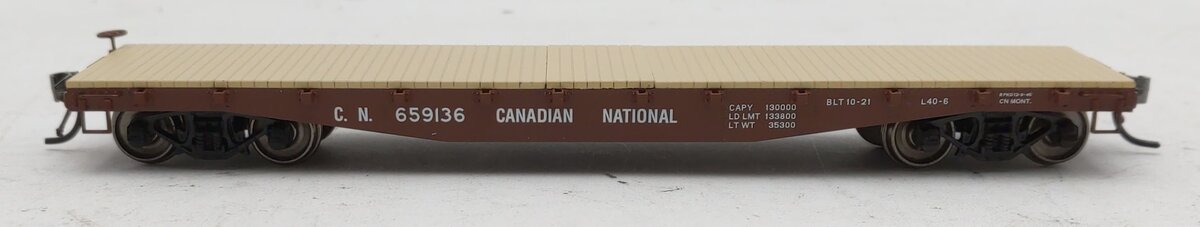 C. N. 659136 CANADIAN NATIONAL
CAPY 130000
LD LMT 133800
LT WT 35300
BLT 10-21
L40-6
CN MONT.